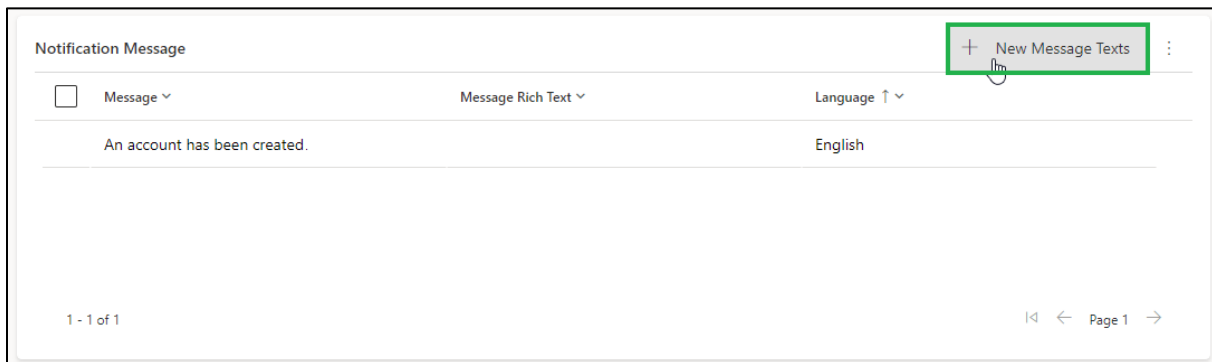 Notification Message
New Message Texts
Message
Message Rich Text
Language
An account has been created.
English
1 - 1 of 1
Page 1